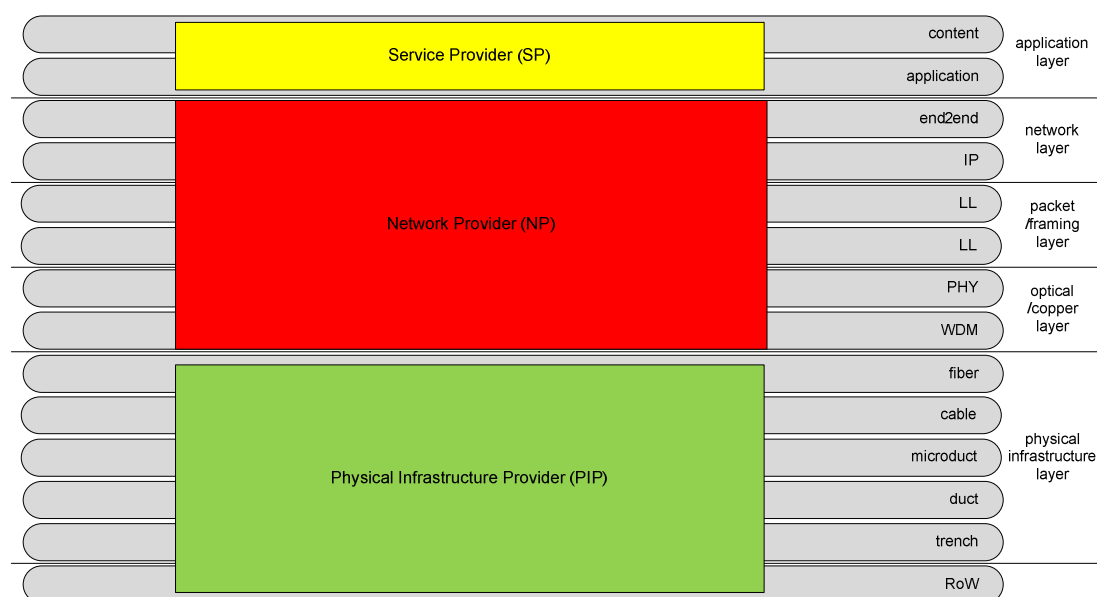 content
Service Provider (SP)
application
layer
application
end2end
network
layer
IP
LL
packet
/framing
layer
Network Provider (NP)
LL
PHY
optical
/copper
layer
WDM
fiber
cable
physical
infrastructure
layer
microduct
Physical Infrastructure Provider (PIP)
duct
trench
RoW